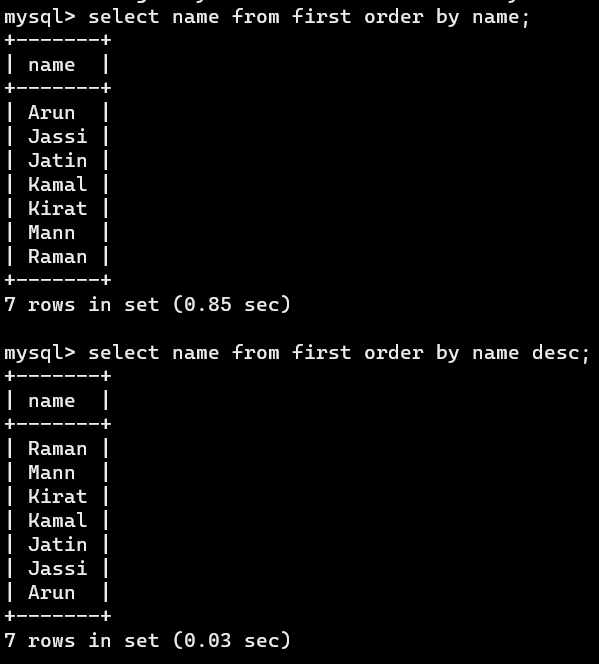 mysql> select name from first order by name;
+-------+
| name  |
+-------+
| Arun  |
| Jassi |
| Jatin |
| Kamal |
| Kirat |
| Mann  |
| Raman |
+-------+
7 rows in set (0.85 sec)
mysql> select name from first order by name desc;
+-------+
| name  |
+-------+
| Raman |
| Mann  |
| Kirat |
| Kamal |
| Jatin |
| Jassi |
| Arun  |
+-------+
7 rows in set (0.03 sec)